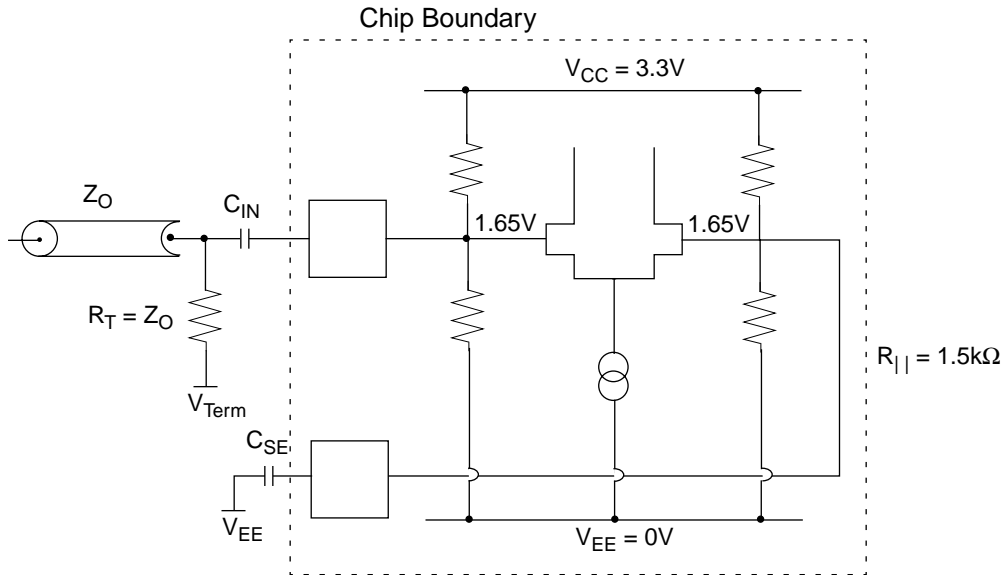 Chip Boundary
V_CC = 3.3V
Z_O
C_IN
1.65V
1.65V
R_T = Z_O
R_|| = 1.5kΩ
V_Term
C_SE
V_EE
V_EE = 0V